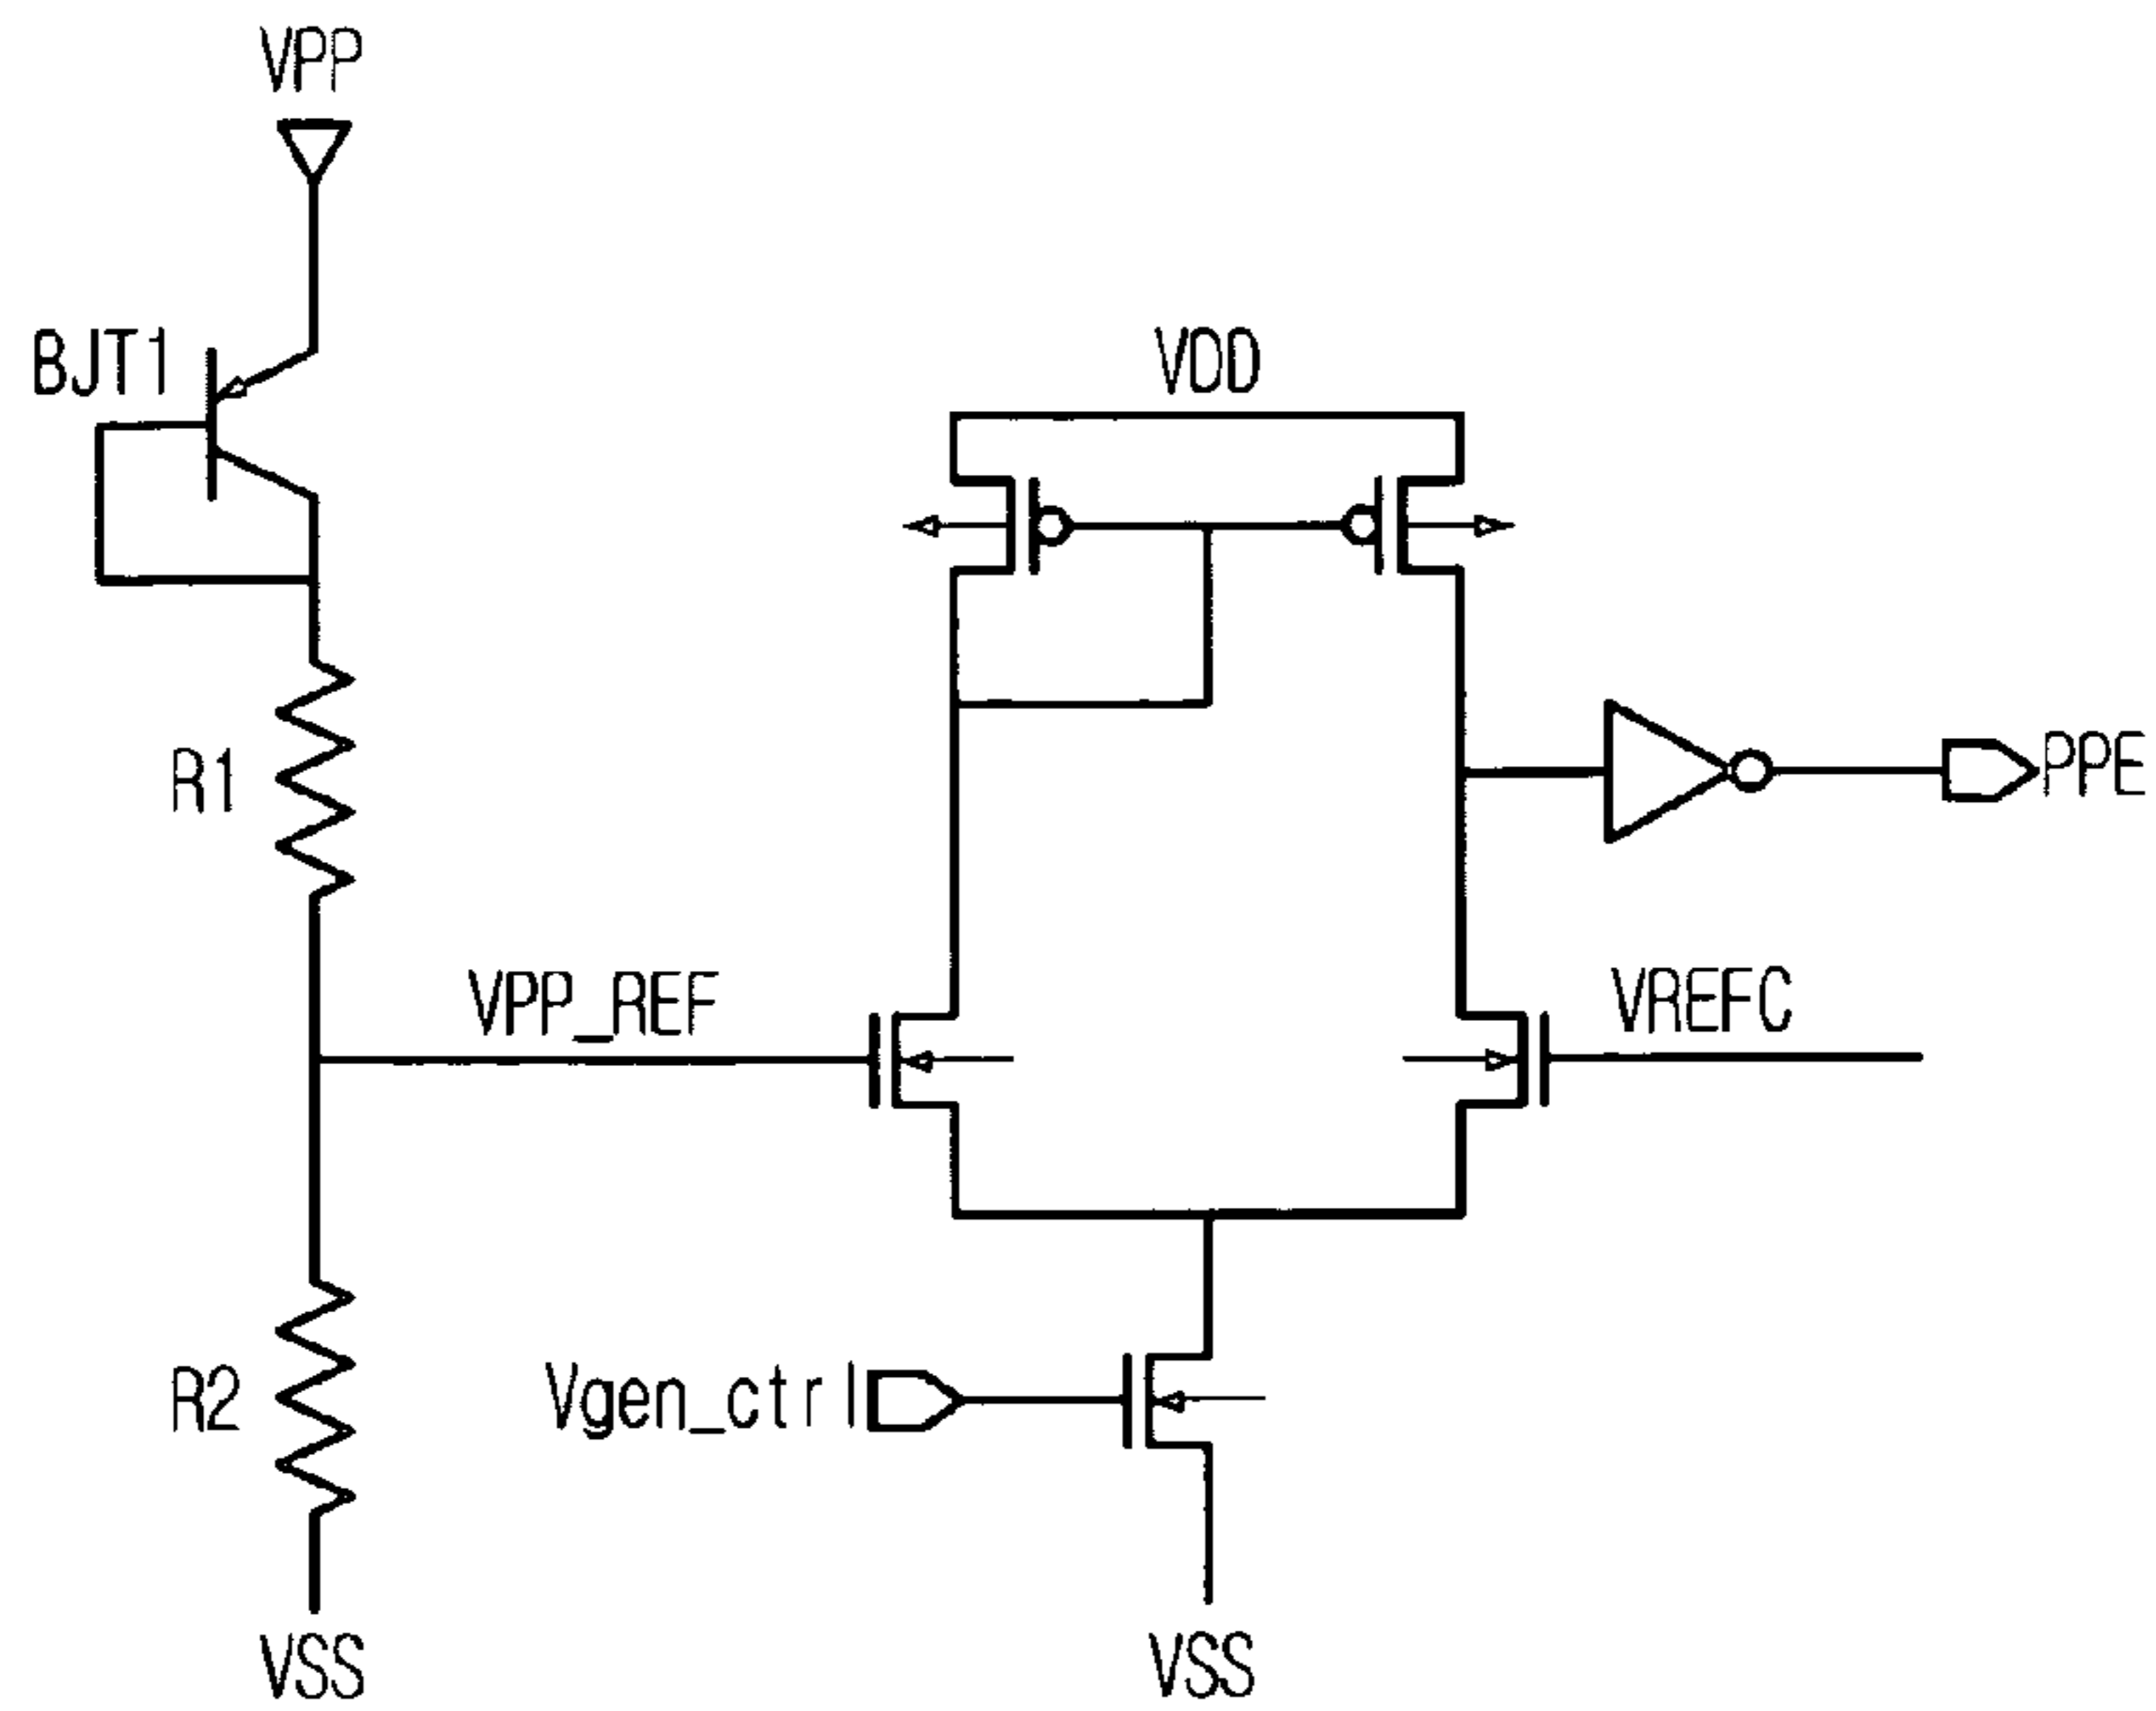 VPP
BJT1
VDD
R1
PPE
VPP_REF
VREFC
R2
Vgen_ctrl
VSS
VSS